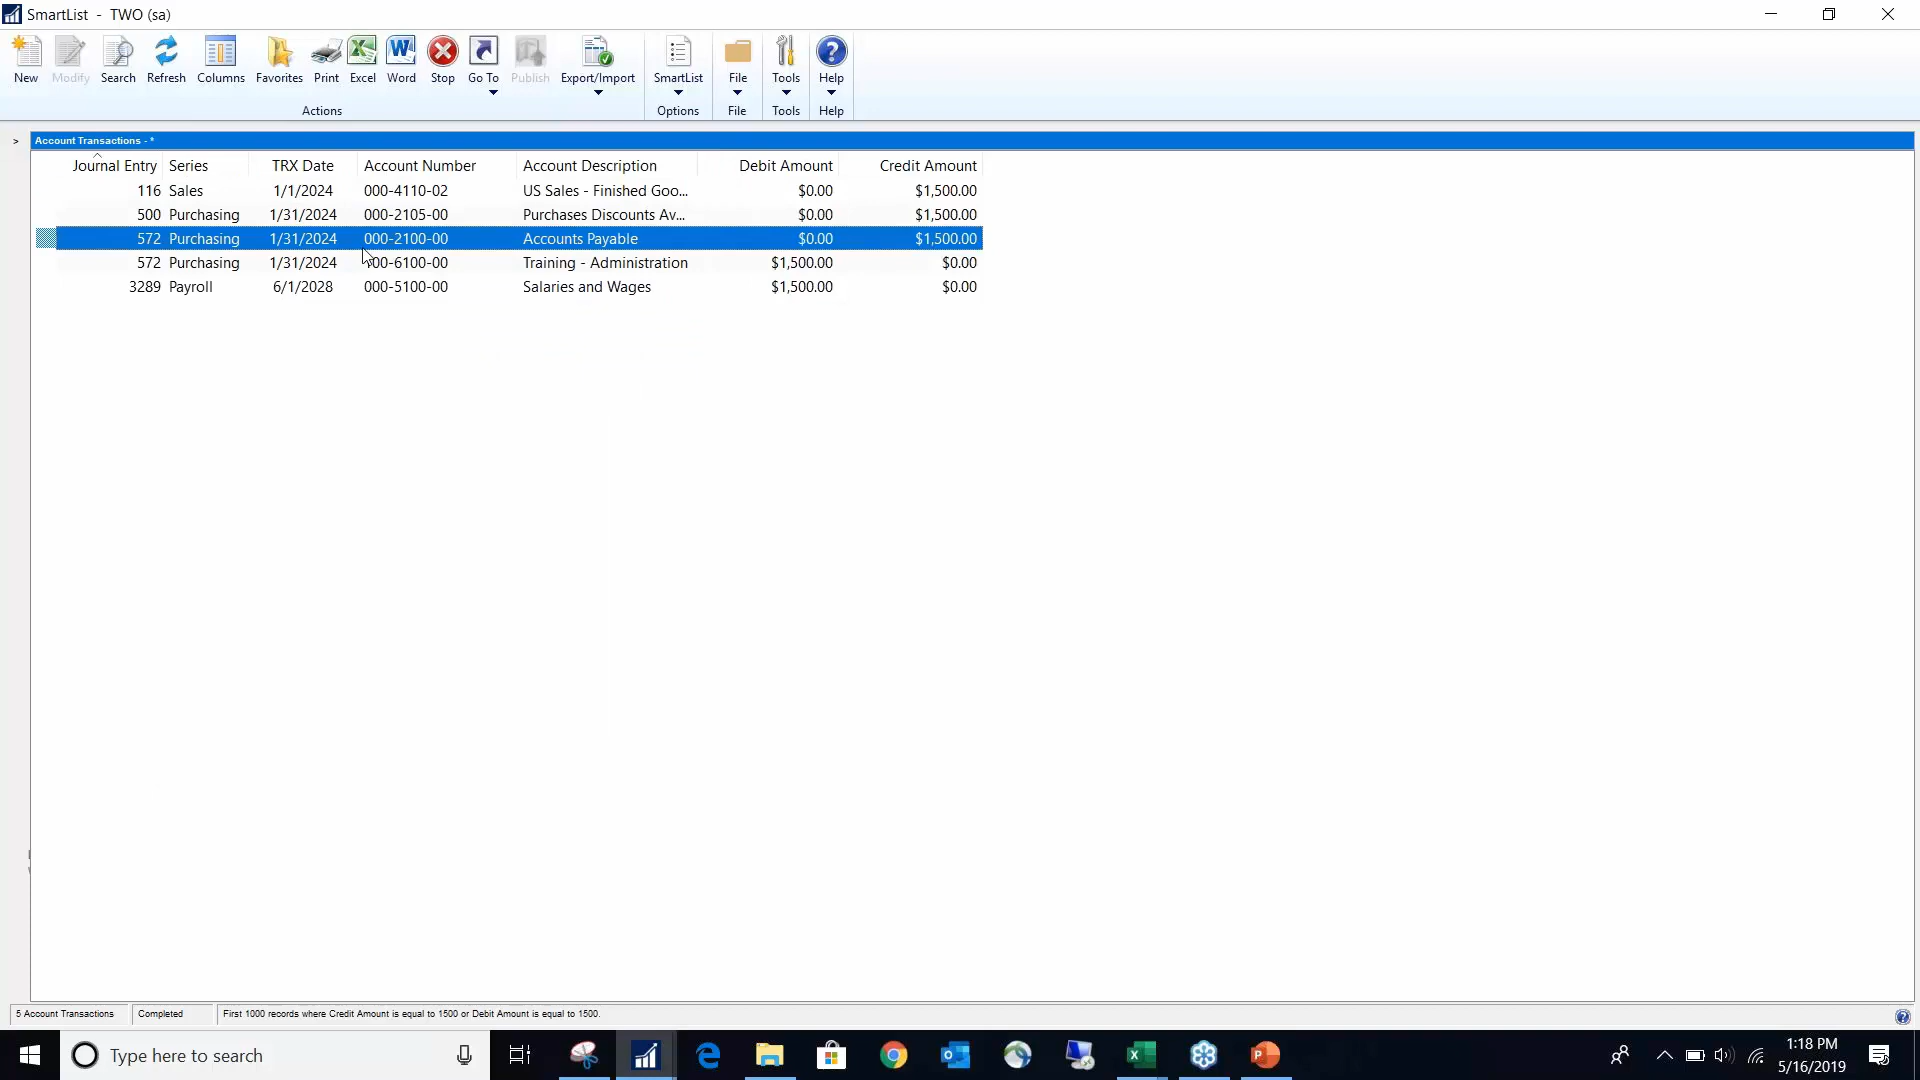 SmartList - TWO (sa)
New Modify Search Refresh Columns Favorites Print Excel Word Stop Go To Publish Export/Import SmartList File Tools Help
Actions Options File Tools Help
>
Account Transactions - *
Journal Entry Series TRX Date Account Number Account Description Debit Amount Credit Amount
116 Sales 1/1/2024 000-4110-02 US Sales - Finished Goo... $0.00 $1,500.00
500 Purchasing 1/31/2024 000-2105-00 Purchases Discounts Av... $0.00 $1,500.00
572 Purchasing 1/31/2024 000-2100-00 Accounts Payable $0.00 $1,500.00
572 Purchasing 1/31/2024 000-6100-00 Training - Administration $1,500.00 $0.00
3289 Payroll 6/1/2028 000-5100-00 Salaries and Wages $1,500.00 $0.00
5 Account Transactions Completed First 1000 records where Credit Amount is equal to 1500 or Debit Amount is equal to 1500.
Type here to search
1:18 PM
5/16/2019